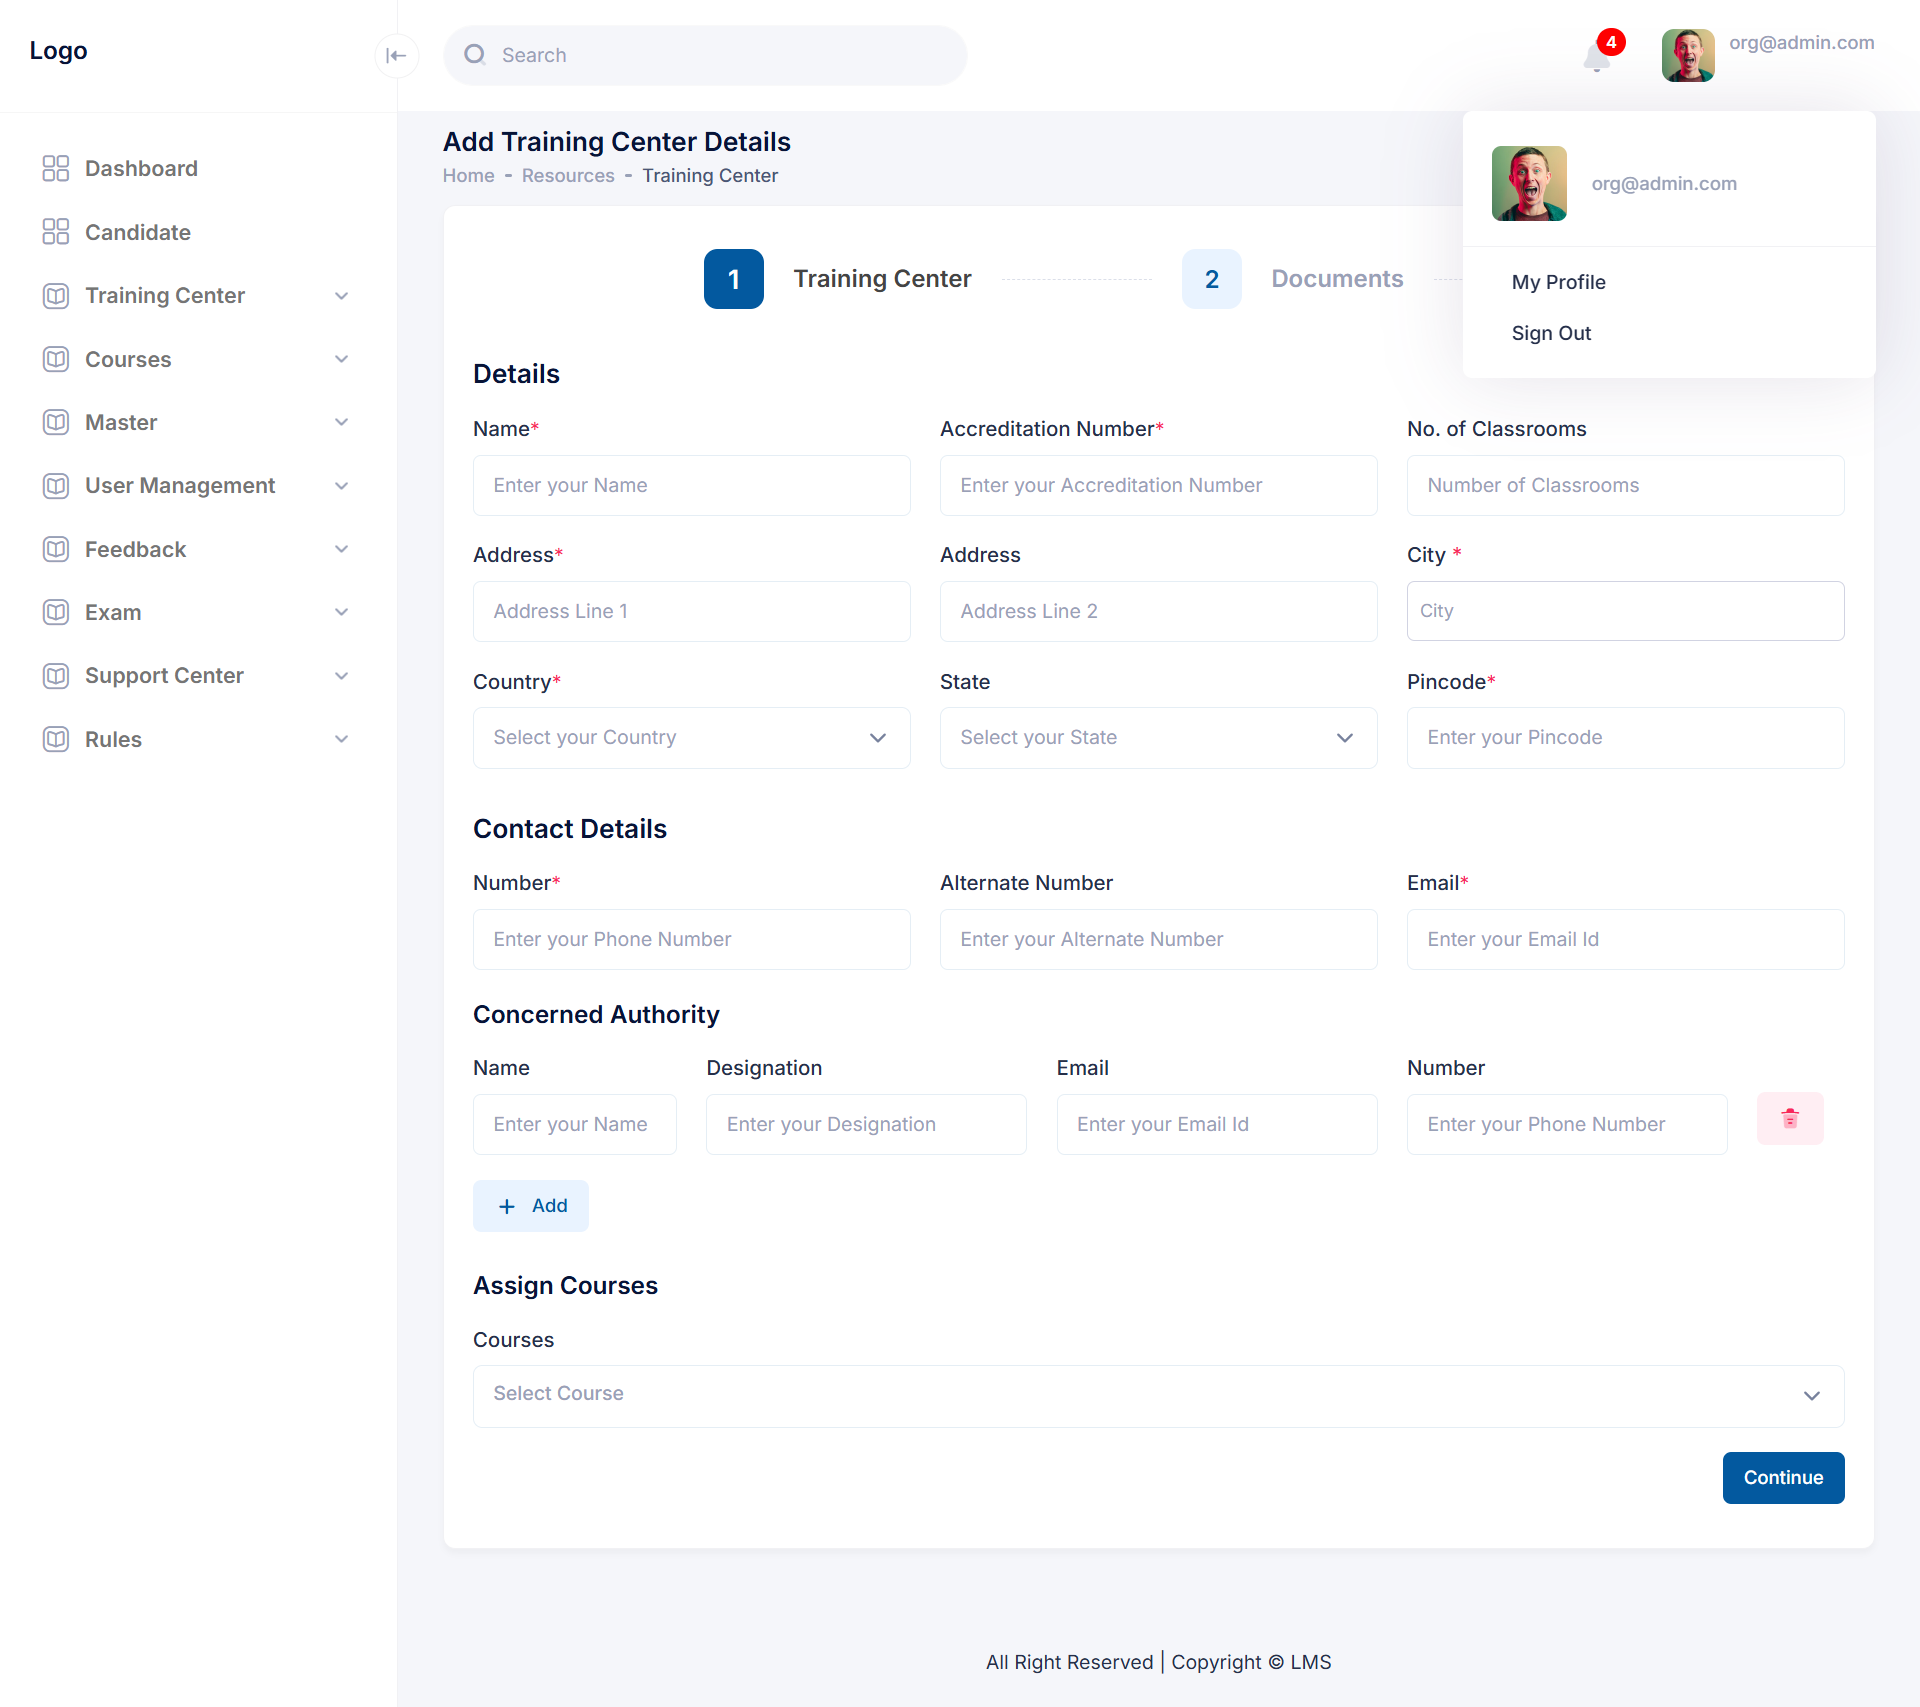 Logo
Search
4
org@admin.com
Dashboard
Candidate
Training Center
Courses
Master
User Management
Feedback
Exam
Support Center
Rules
Add Training Center Details
Home - Resources - Training Center
org@admin.com
My Profile
Sign Out
1 Training Center 2 Documents
Details
Name* Accreditation Number* No. of Classrooms
Enter your Name Enter your Accreditation Number Number of Classrooms
Address* Address City *
Address Line 1 Address Line 2 City
Country* State Pincode*
Select your Country Select your State Enter your Pincode
Contact Details
Number* Alternate Number Email*
Enter your Phone Number Enter your Alternate Number Enter your Email Id
Concerned Authority
Name Designation Email Number
Enter your Name Enter your Designation Enter your Email Id Enter your Phone Number
+ Add
Assign Courses
Courses
Select Course
Continue
All Right Reserved | Copyright © LMS